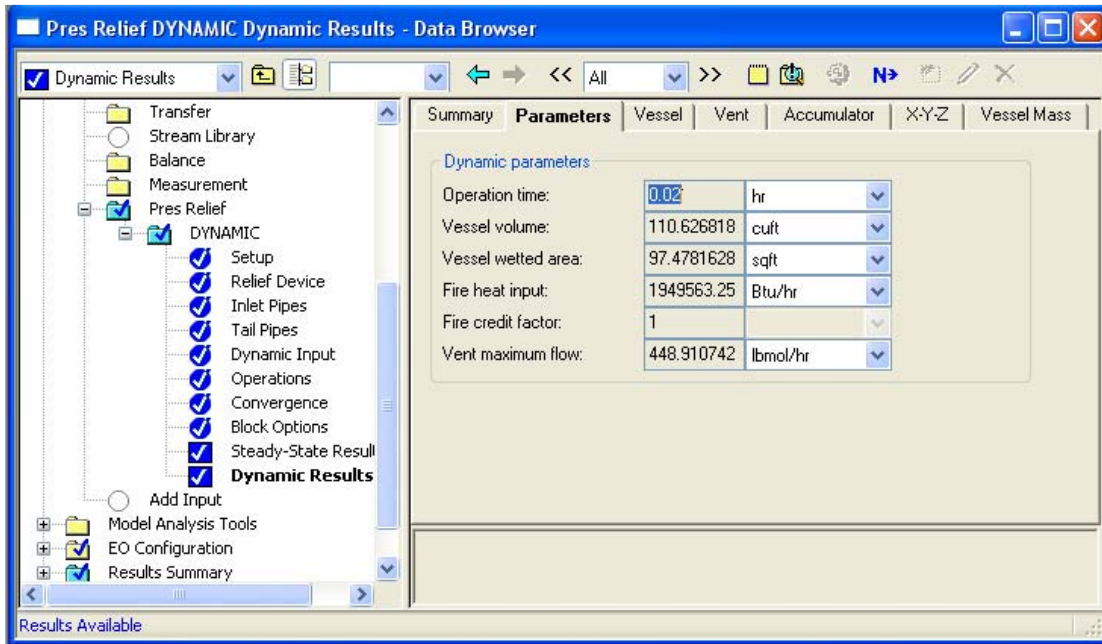 Pres Relief DYNAMIC Dynamic Results - Data Browser
Dynamic Results << All >> N>
Transfer
Stream Library
Balance
Measurement
Pres Relief
DYNAMIC
Setup
Relief Device
Inlet Pipes
Tail Pipes
Dynamic Input
Operations
Convergence
Block Options
Steady-State Resul
Dynamic Results
Add Input
Model Analysis Tools
EO Configuration
Results Summary
Summary Parameters Vessel Vent Accumulator X-Y-Z Vessel Mass
Dynamic parameters
Operation time: 0.02 hr
Vessel volume: 110.626818 cuft
Vessel wetted area: 97.4781628 sqft
Fire heat input: 1949563.25 Btu/hr
Fire credit factor: 1
Vent maximum flow: 448.910742 lbmol/hr
Results Available